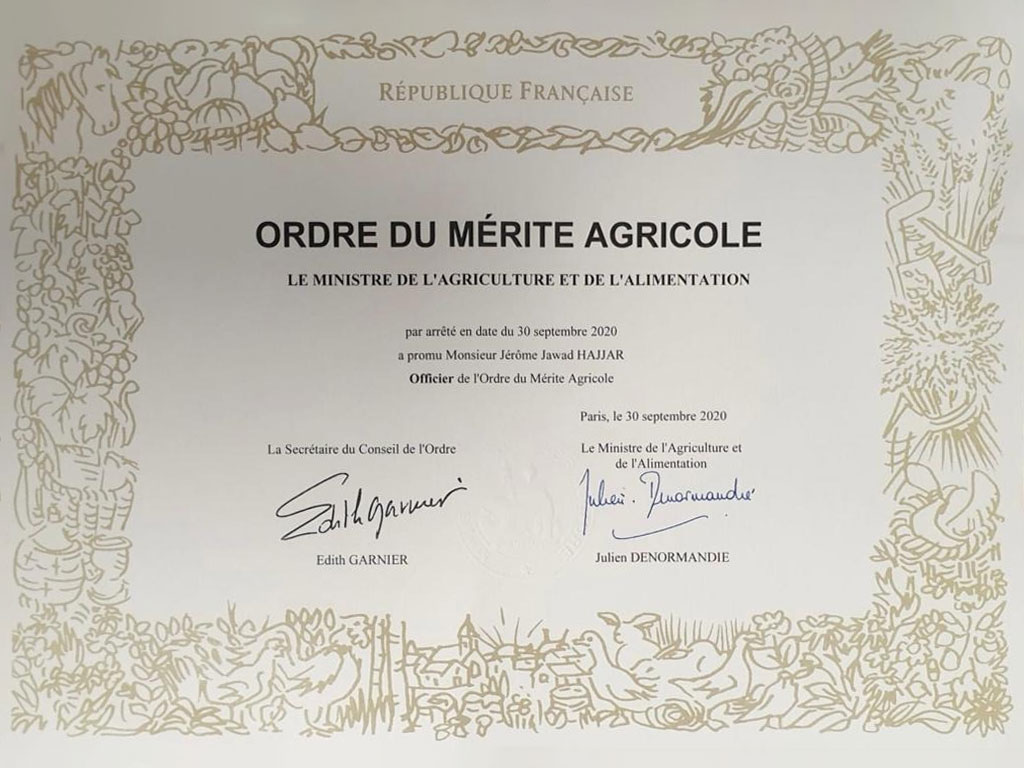 RÉPUBLIQUE FRANÇAISE
ORDRE DU MÉRITE AGRICOLE
LE MINISTRE DE L'AGRICULTURE ET DE L'ALIMENTATION
par arrêté en date du 30 septembre 2020
a promu Monsieur Jérôme Jawad HAJJAR
Officier de l'Ordre du Mérite Agricole
Paris, le 30 septembre 2020
La Secrétaire du Conseil de l'Ordre
Le Ministre de l'Agriculture et
de l'Alimentation
Edith Garnier
Julien. Denormandie
Edith GARNIER
Julien DENORMANDIE